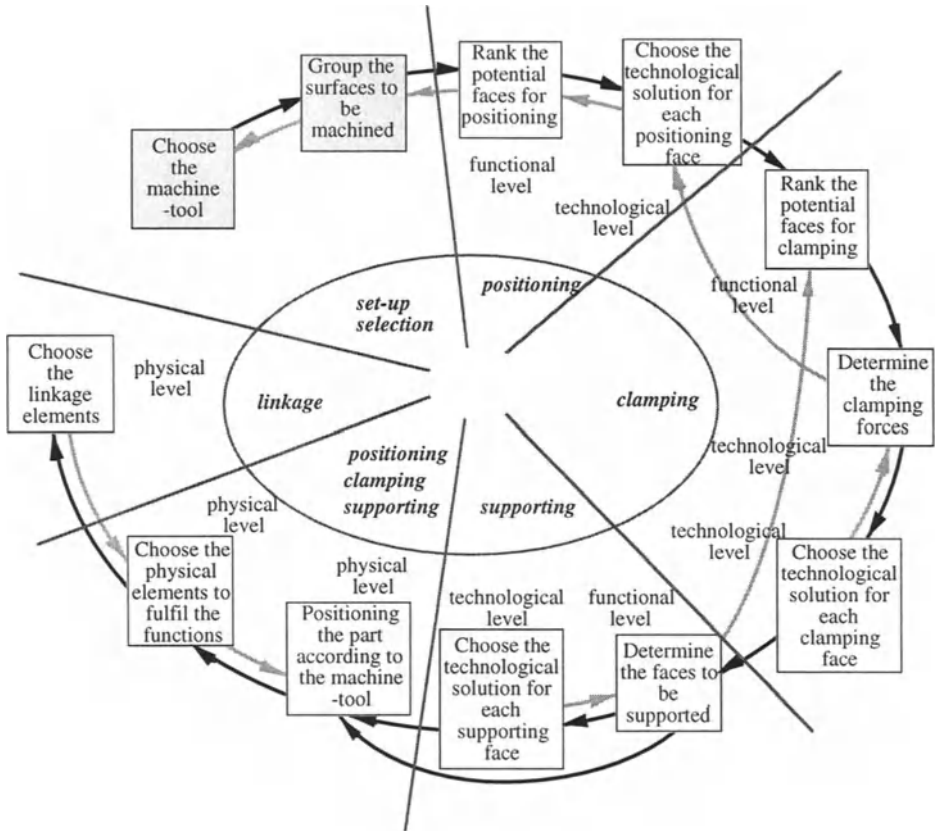 Choose
the
machine
-tool
Group the
surfaces to
be
machined
Rank the
potential
faces for
positioning
Choose the
technological
solution for
each
positioning
face
functional
level
technological
level
Rank the
potential
faces for
clamping
functional
level
Determine
the
clamping
forces
technological
level
technological
level
Choose the
technological
solution for
each
clamping
face
functional
level
Determine
the faces to
be
supported
technological
level
Choose the
technological
solution for
each
supporting
face
physical
level
Positioning
the part
according to
the machine
-tool
physical
level
Choose the
physical
elements to
fulfil the
functions
physical
level
Choose
the
linkage
elements
set-up
selection
positioning
clamping
supporting
positioning
clamping
supporting
linkage